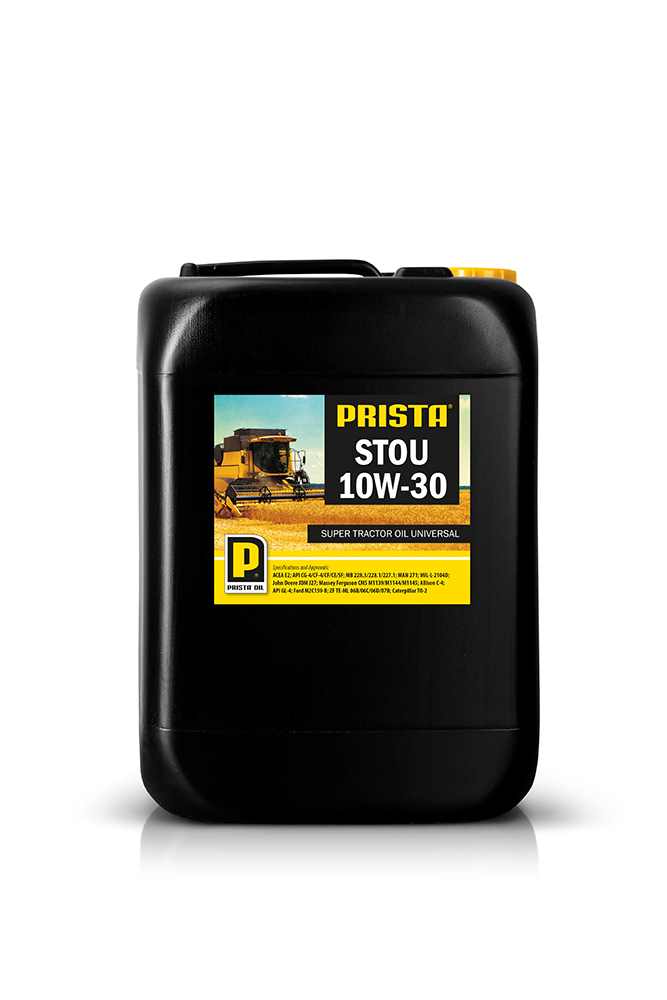 PRISTA®
STOU
10W-30
SUPER TRACTOR OIL UNIVERSAL
P
PRISTA OIL
Specifications and Approvals:
ACEA E2; API CG-4/CF-4/CF/CE/SF; MB 228.1/227.1; MAN 271; MIL-L-2104D;
John Deere JDM J27; Massey Ferguson CMS M1139/M1144/M1145; Allison C-4;
API GL-4; Ford M2C159-B; ZF TE-ML 06B/06C/06D/07B; Caterpillar TO-2